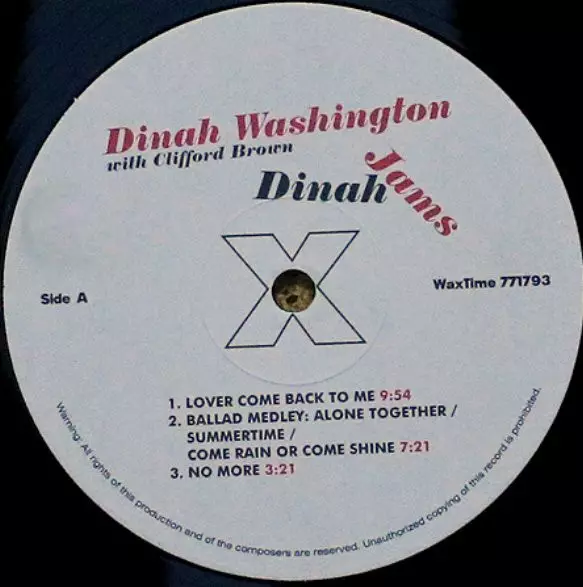 Dinah Washington
with Clifford Brown
Dinah Jams
X
Side A
WaxTime 771793
1. LOVER COME BACK TO ME 9:54
2. BALLAD MEDLEY: ALONE TOGETHER /
SUMMERTIME /
COME RAIN OR COME SHINE 7:21
3. NO MORE 3:21
Warning: All rights of this production and of the composers are reserved. Unauthorized copying of this record is prohibited.